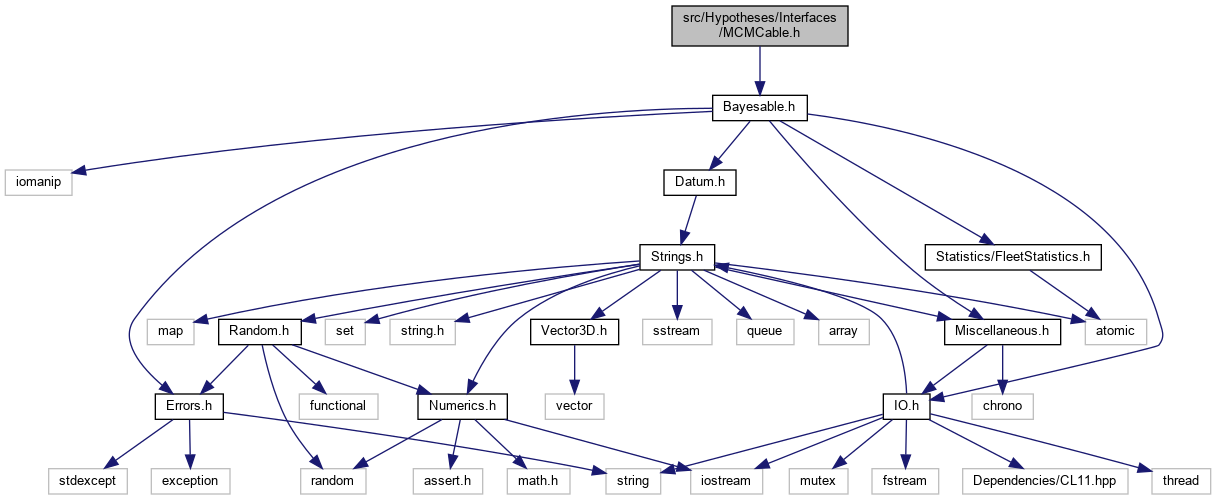 src/Hypotheses/Interfaces
/MCMCable.h
Bayesable.h
iomanip
Datum.h
Strings.h
Statistics/FleetStatistics.h
map
Random.h
set
string.h
Vector3D.h
sstream
queue
array
Miscellaneous.h
atomic
Errors.h
functional
Numerics.h
vector
IO.h
chrono
stdexcept
exception
random
assert.h
math.h
string
iostream
mutex
fstream
Dependencies/CL11.hpp
thread